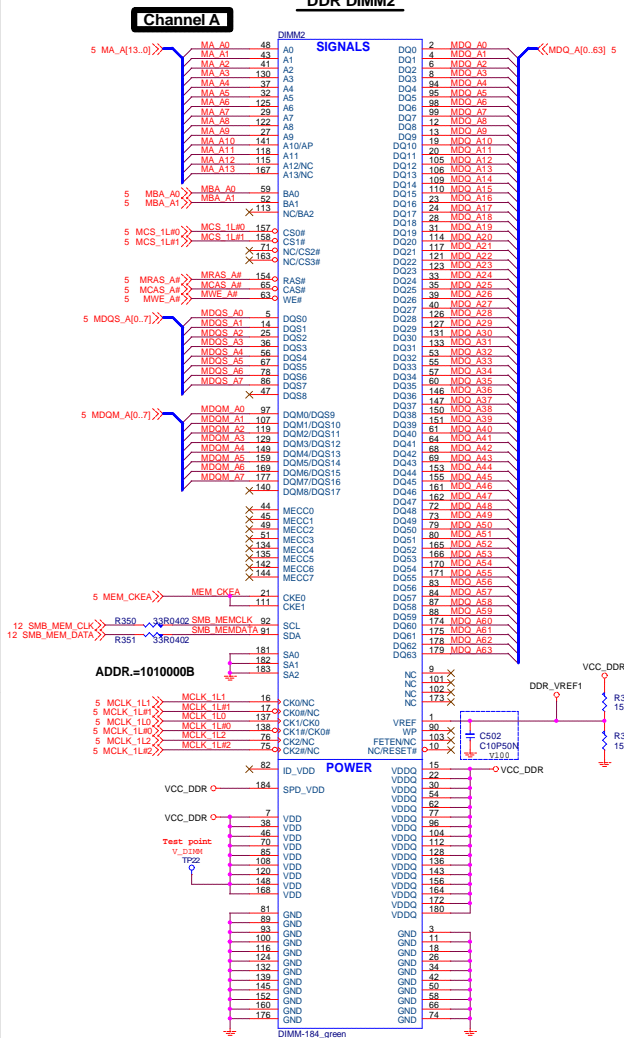 DDR DIMM2
Channel A
DIMM2
SIGNALS
5 MA_A[13..0]
MA_A0 48 A0
MA_A1 43 A1
MA_A2 41 A2
MA_A3 130 A3
MA_A4 37 A4
MA_A5 32 A5
MA_A6 125 A6
MA_A7 29 A7
MA_A8 122 A8
MA_A9 27 A9
MA_A10 141 A10/AP
MA_A11 118 A11
MA_A12 115 A12/NC
MA_A13 167 A13/NC
5 MBA_A0 MBA_A0 59 BA0
5 MBA_A1 MBA_A1 52 BA1
113 NC/BA2
5 MCS_1L#0 MCS_1L#0 157 CS0#
5 MCS_1L#1 MCS_1L#1 158 CS1#
71 NC/CS2#
163 NC/CS3#
5 MRAS_A# MRAS_A# 154 RAS#
5 MCAS_A# MCAS_A# 65 CAS#
5 MWE_A# MWE_A# 63 WE#
5 MDQS_A[0..7]
MDQS_A0 5 DQS0
MDQS_A1 14 DQS1
MDQS_A2 25 DQS2
MDQS_A3 36 DQS3
MDQS_A4 56 DQS4
MDQS_A5 67 DQS5
MDQS_A6 78 DQS6
MDQS_A7 86 DQS7
47 DQS8
5 MDQM_A[0..7]
MDQM_A0 97 DQM0/DQS9
MDQM_A1 107 DQM1/DQS10
MDQM_A2 119 DQM2/DQS11
MDQM_A3 129 DQM3/DQS12
MDQM_A4 149 DQM4/DQS13
MDQM_A5 159 DQM5/DQS14
MDQM_A6 169 DQM6/DQS15
MDQM_A7 177 DQM7/DQS16
140 DQM8/DQS17
44 MECC0
45 MECC1
49 MECC2
51 MECC3
134 MECC4
135 MECC5
142 MECC6
144 MECC7
5 MEM_CKEA MEM_CKEA 21 CKE0
111 CKE1
12 SMB_MEM_CLK R350 33R0402 SMB_MEMCLK 92 SCL
12 SMB_MEM_DATA R351 33R0402 SMB_MEMDATA 91 SDA
181 SA0
182 SA1
183 SA2
ADDR.=1010000B
5 MCLK_1L1 MCLK_1L1 16 CK0/NC
5 MCLK_1L#1 MCLK_1L#1 17 CK0#/NC
5 MCLK_1L0 MCLK_1L0 137 CK1/CK0
5 MCLK_1L#0 MCLK_1L#0 138 CK1#/CK0#
5 MCLK_1L2 MCLK_1L2 76 CK2/NC
5 MCLK_1L#2 MCLK_1L#2 75 CK2#/NC
MDQ_A[0..63] 5
DQ0 2 MDQ_A0
DQ1 4 MDQ_A1
DQ2 6 MDQ_A2
DQ3 8 MDQ_A3
DQ4 94 MDQ_A4
DQ5 95 MDQ_A5
DQ6 98 MDQ_A6
DQ7 99 MDQ_A7
DQ8 12 MDQ_A8
DQ9 13 MDQ_A9
DQ10 19 MDQ_A10
DQ11 20 MDQ_A11
DQ12 105 MDQ_A12
DQ13 106 MDQ_A13
DQ14 109 MDQ_A14
DQ15 110 MDQ_A15
DQ16 23 MDQ_A16
DQ17 24 MDQ_A17
DQ18 28 MDQ_A18
DQ19 31 MDQ_A19
DQ20 114 MDQ_A20
DQ21 117 MDQ_A21
DQ22 121 MDQ_A22
DQ23 123 MDQ_A23
DQ24 33 MDQ_A24
DQ25 35 MDQ_A25
DQ26 39 MDQ_A26
DQ27 40 MDQ_A27
DQ28 126 MDQ_A28
DQ29 127 MDQ_A29
DQ30 131 MDQ_A30
DQ31 133 MDQ_A31
DQ32 53 MDQ_A32
DQ33 55 MDQ_A33
DQ34 57 MDQ_A34
DQ35 60 MDQ_A35
DQ36 146 MDQ_A36
DQ37 147 MDQ_A37
DQ38 150 MDQ_A38
DQ39 151 MDQ_A39
DQ40 61 MDQ_A40
DQ41 64 MDQ_A41
DQ42 68 MDQ_A42
DQ43 69 MDQ_A43
DQ44 153 MDQ_A44
DQ45 155 MDQ_A45
DQ46 161 MDQ_A46
DQ47 162 MDQ_A47
DQ48 72 MDQ_A48
DQ49 73 MDQ_A49
DQ50 79 MDQ_A50
DQ51 80 MDQ_A51
DQ52 165 MDQ_A52
DQ53 166 MDQ_A53
DQ54 170 MDQ_A54
DQ55 171 MDQ_A55
DQ56 83 MDQ_A56
DQ57 84 MDQ_A57
DQ58 87 MDQ_A58
DQ59 88 MDQ_A59
DQ60 174 MDQ_A60
DQ61 175 MDQ_A61
DQ62 178 MDQ_A62
DQ63 179 MDQ_A63
NC 9
NC 101
NC 102
NC 173
VREF 1
WP 90
FETEN/NC 103
NC/RESET# 10
VCC_DDR
DDR_VREF1
R3
15
R3
15
C502
C10P50N
V100
POWER
82 ID_VDD
VCC_DDR 184 SPD_VDD
VCC_DDR 7 VDD
38 VDD
46 VDD
70 VDD
85 VDD
108 VDD
120 VDD
148 VDD
168 VDD
Test point
V_DIMM
TP22
81 GND
89 GND
93 GND
100 GND
116 GND
124 GND
132 GND
139 GND
145 GND
152 GND
160 GND
176 GND
VDDQ 15 VCC_DDR
VDDQ 22
VDDQ 30
VDDQ 54
VDDQ 62
VDDQ 77
VDDQ 96
VDDQ 104
VDDQ 112
VDDQ 128
VDDQ 136
VDDQ 143
VDDQ 156
VDDQ 164
VDDQ 172
VDDQ 180
GND 3
GND 11
GND 18
GND 26
GND 34
GND 42
GND 50
GND 58
GND 66
GND 74
DIMM-184_green